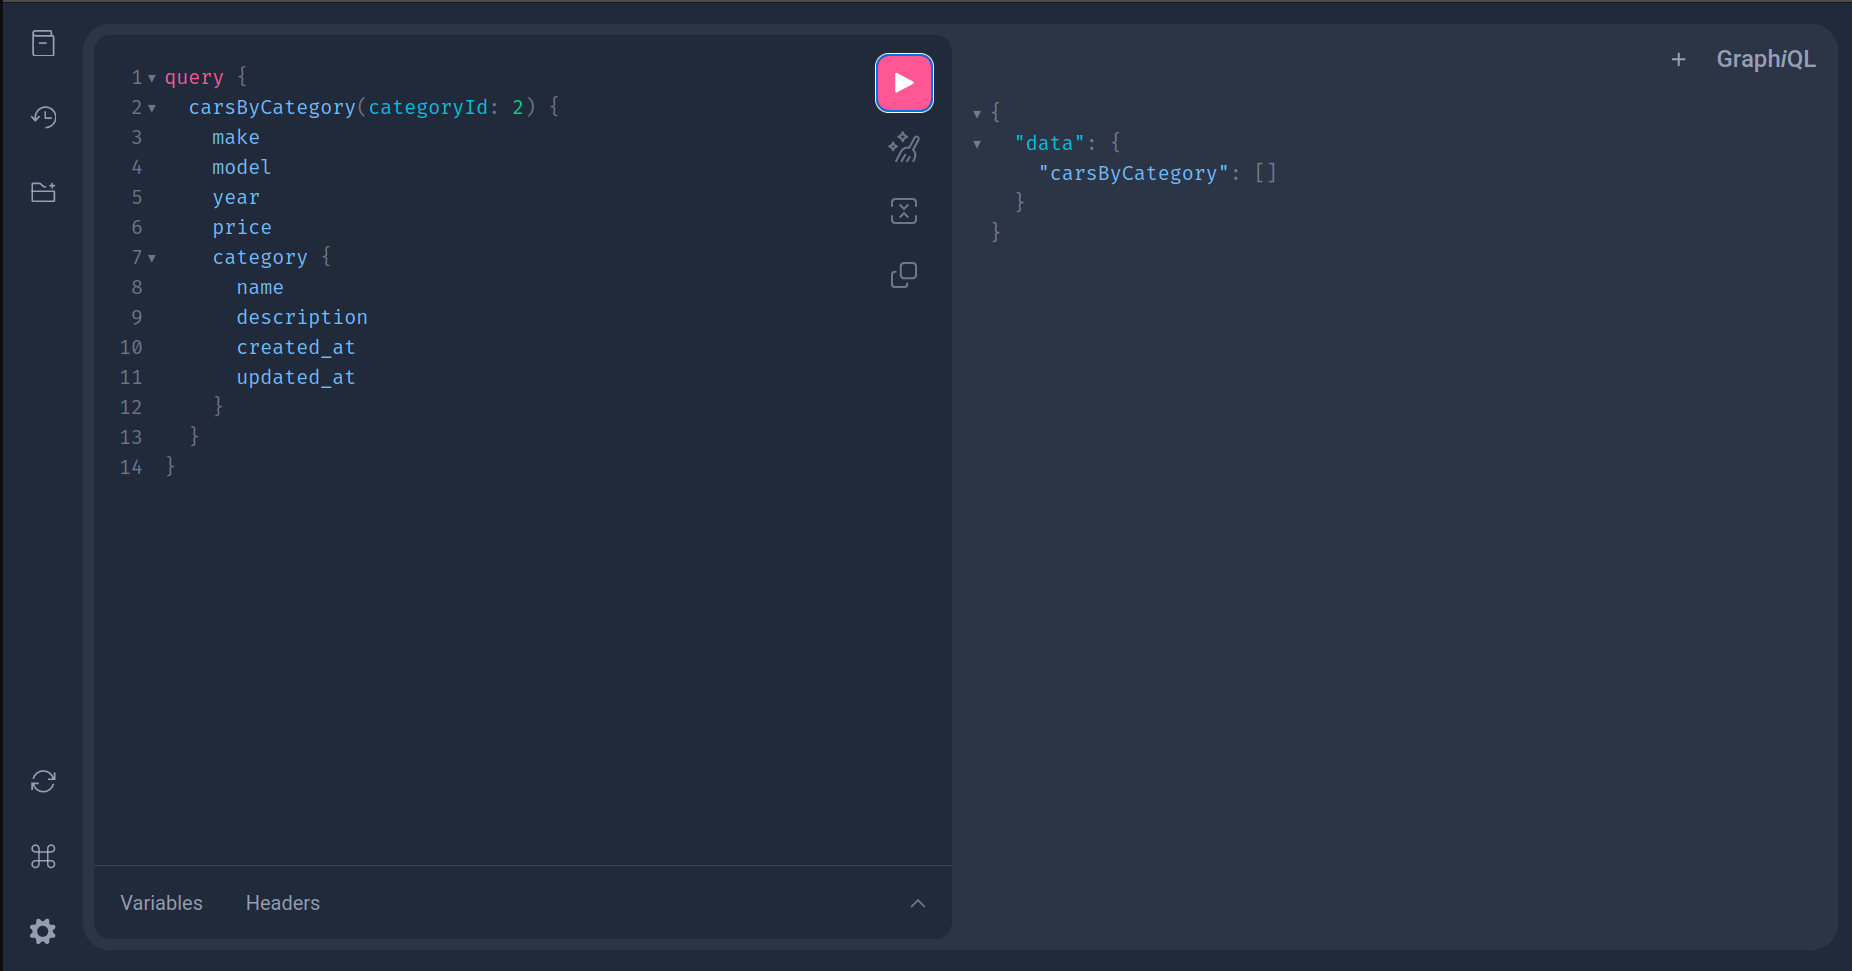 1 query {
2 carsByCategory(categoryId: 2) {
3 make
4 model
5 year
6 price
7 category {
8 name
9 description
10 created_at
11 updated_at
12 }
13 }
14 }
Variables Headers
+ GraphiQL
{
"data": {
"carsByCategory": []
}
}